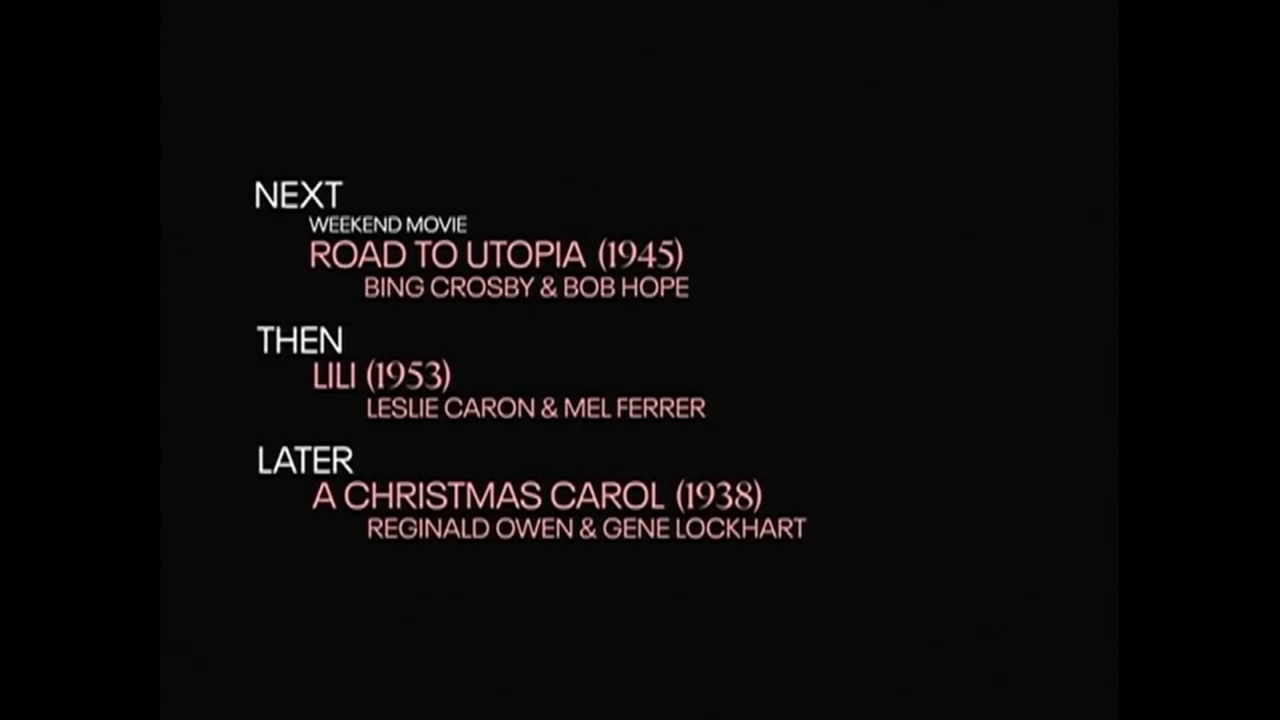 NEXT
WEEKEND MOVIE
ROAD TO UTOPIA (1945)
BING CROSBY & BOB HOPE
THEN
LILI (1953)
LESLIE CARON & MEL FERRER
LATER
A CHRISTMAS CAROL (1938)
REGINALD OWEN & GENE LOCKHART